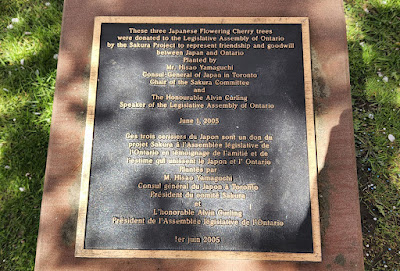 These three Japanese Flowering Cherry trees
were donated to the Legislative Assembly of Ontario
by the Sakura Project to represent friendship and goodwill
between Japan and Ontario
Planted by
Mr. Hisao Yamaguchi
Consul General of Japan in Toronto
Chair of the Sakura Committee
and
The Honourable Alvin Curling
Speaker of the Legislative Assembly of Ontario
June 1, 2005
Ces trois cerisiers du Japon sont un don du
projet Sakura à l'Assemblée législative de
l'Ontario en témoignage de l'amitié et de
l'estime qui unissent le Japon et l'Ontario
Plantés par
M. Hisao Yamaguchi
Consul général du Japon à Toronto
Président du comité Sakura
et
L'honorable Alvin Curling
Président de l'Assemblée législative de l'Ontario
1er juin 2005